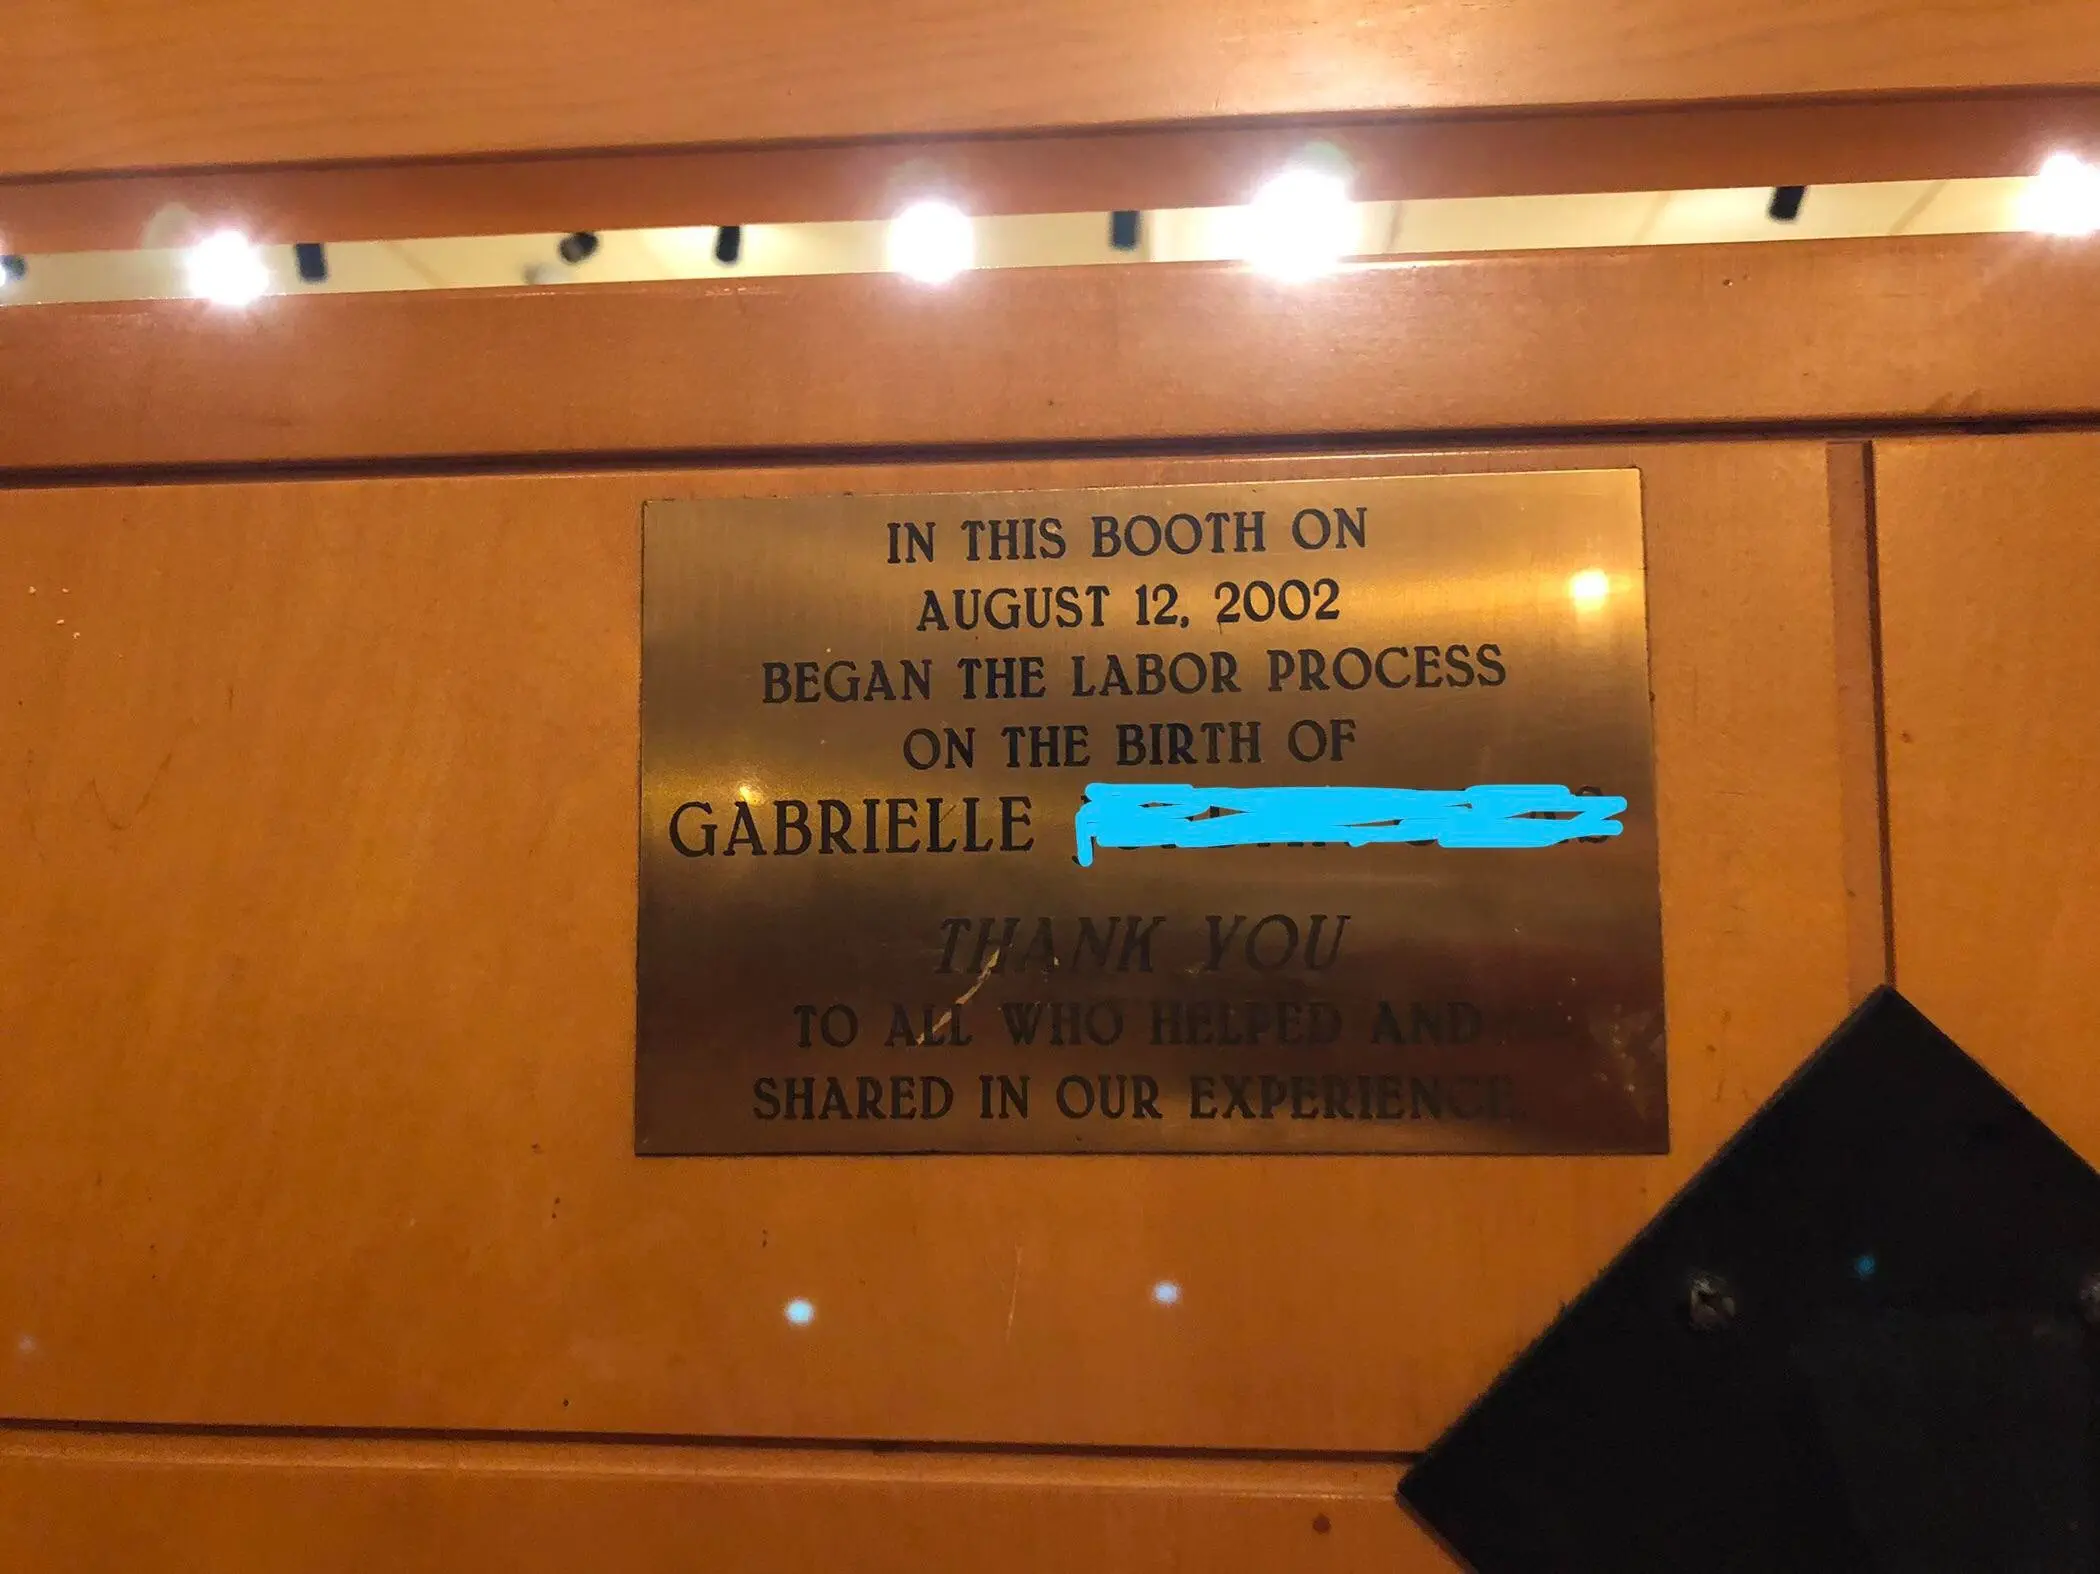 IN THIS BOOTH ON
AUGUST 12, 2002
BEGAN THE LABOR PROCESS
ON THE BIRTH OF
GABRIELLE
THANK YOU
TO ALL WHO HELPED AND
SHARED IN OUR EXPERIENCE